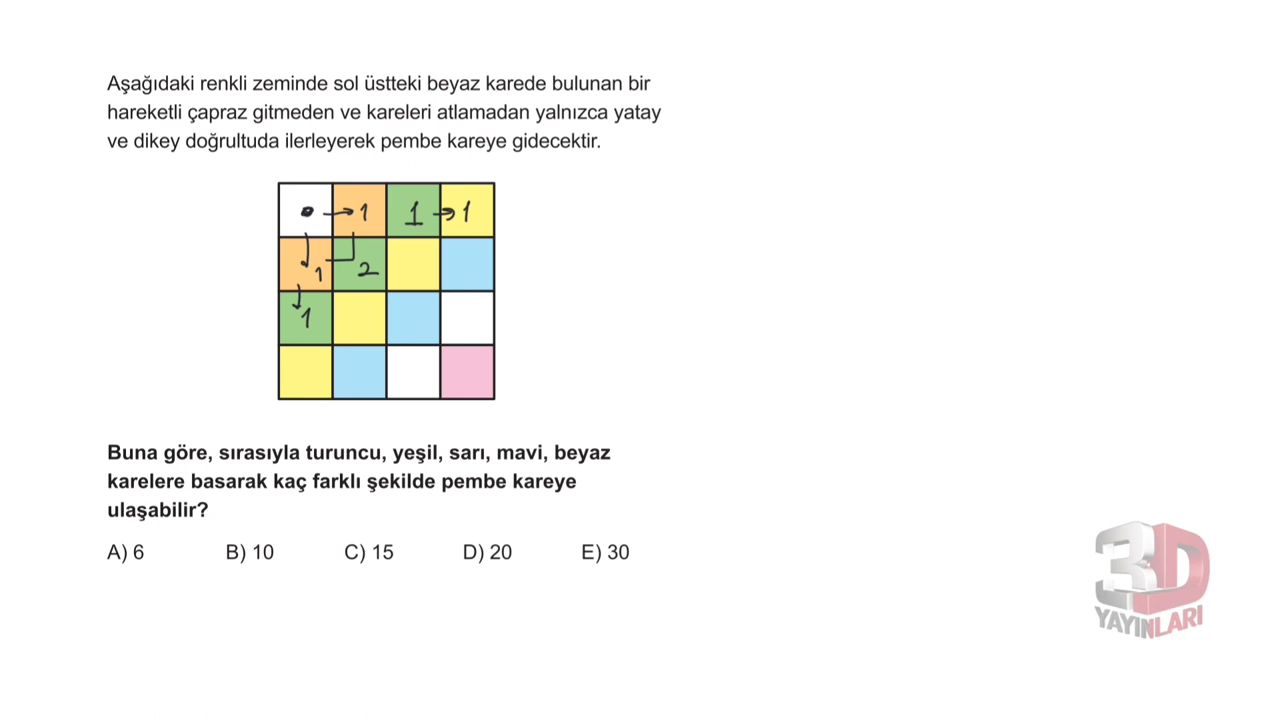 Aşağıdaki renkli zeminde sol üstteki beyaz karede bulunan bir
hareketli çapraz gitmeden ve kareleri atlamadan yalnızca yatay
ve dikey doğrultuda ilerleyerek pembe kareye gidecektir.
1 1 1
1 2
1
Buna göre, sırasıyla turuncu, yeşil, sarı, mavi, beyaz
karelere basarak kaç farklı şekilde pembe kareye
ulaşabilir?
A) 6 B) 10 C) 15 D) 20 E) 30
3D
YAYINLARI